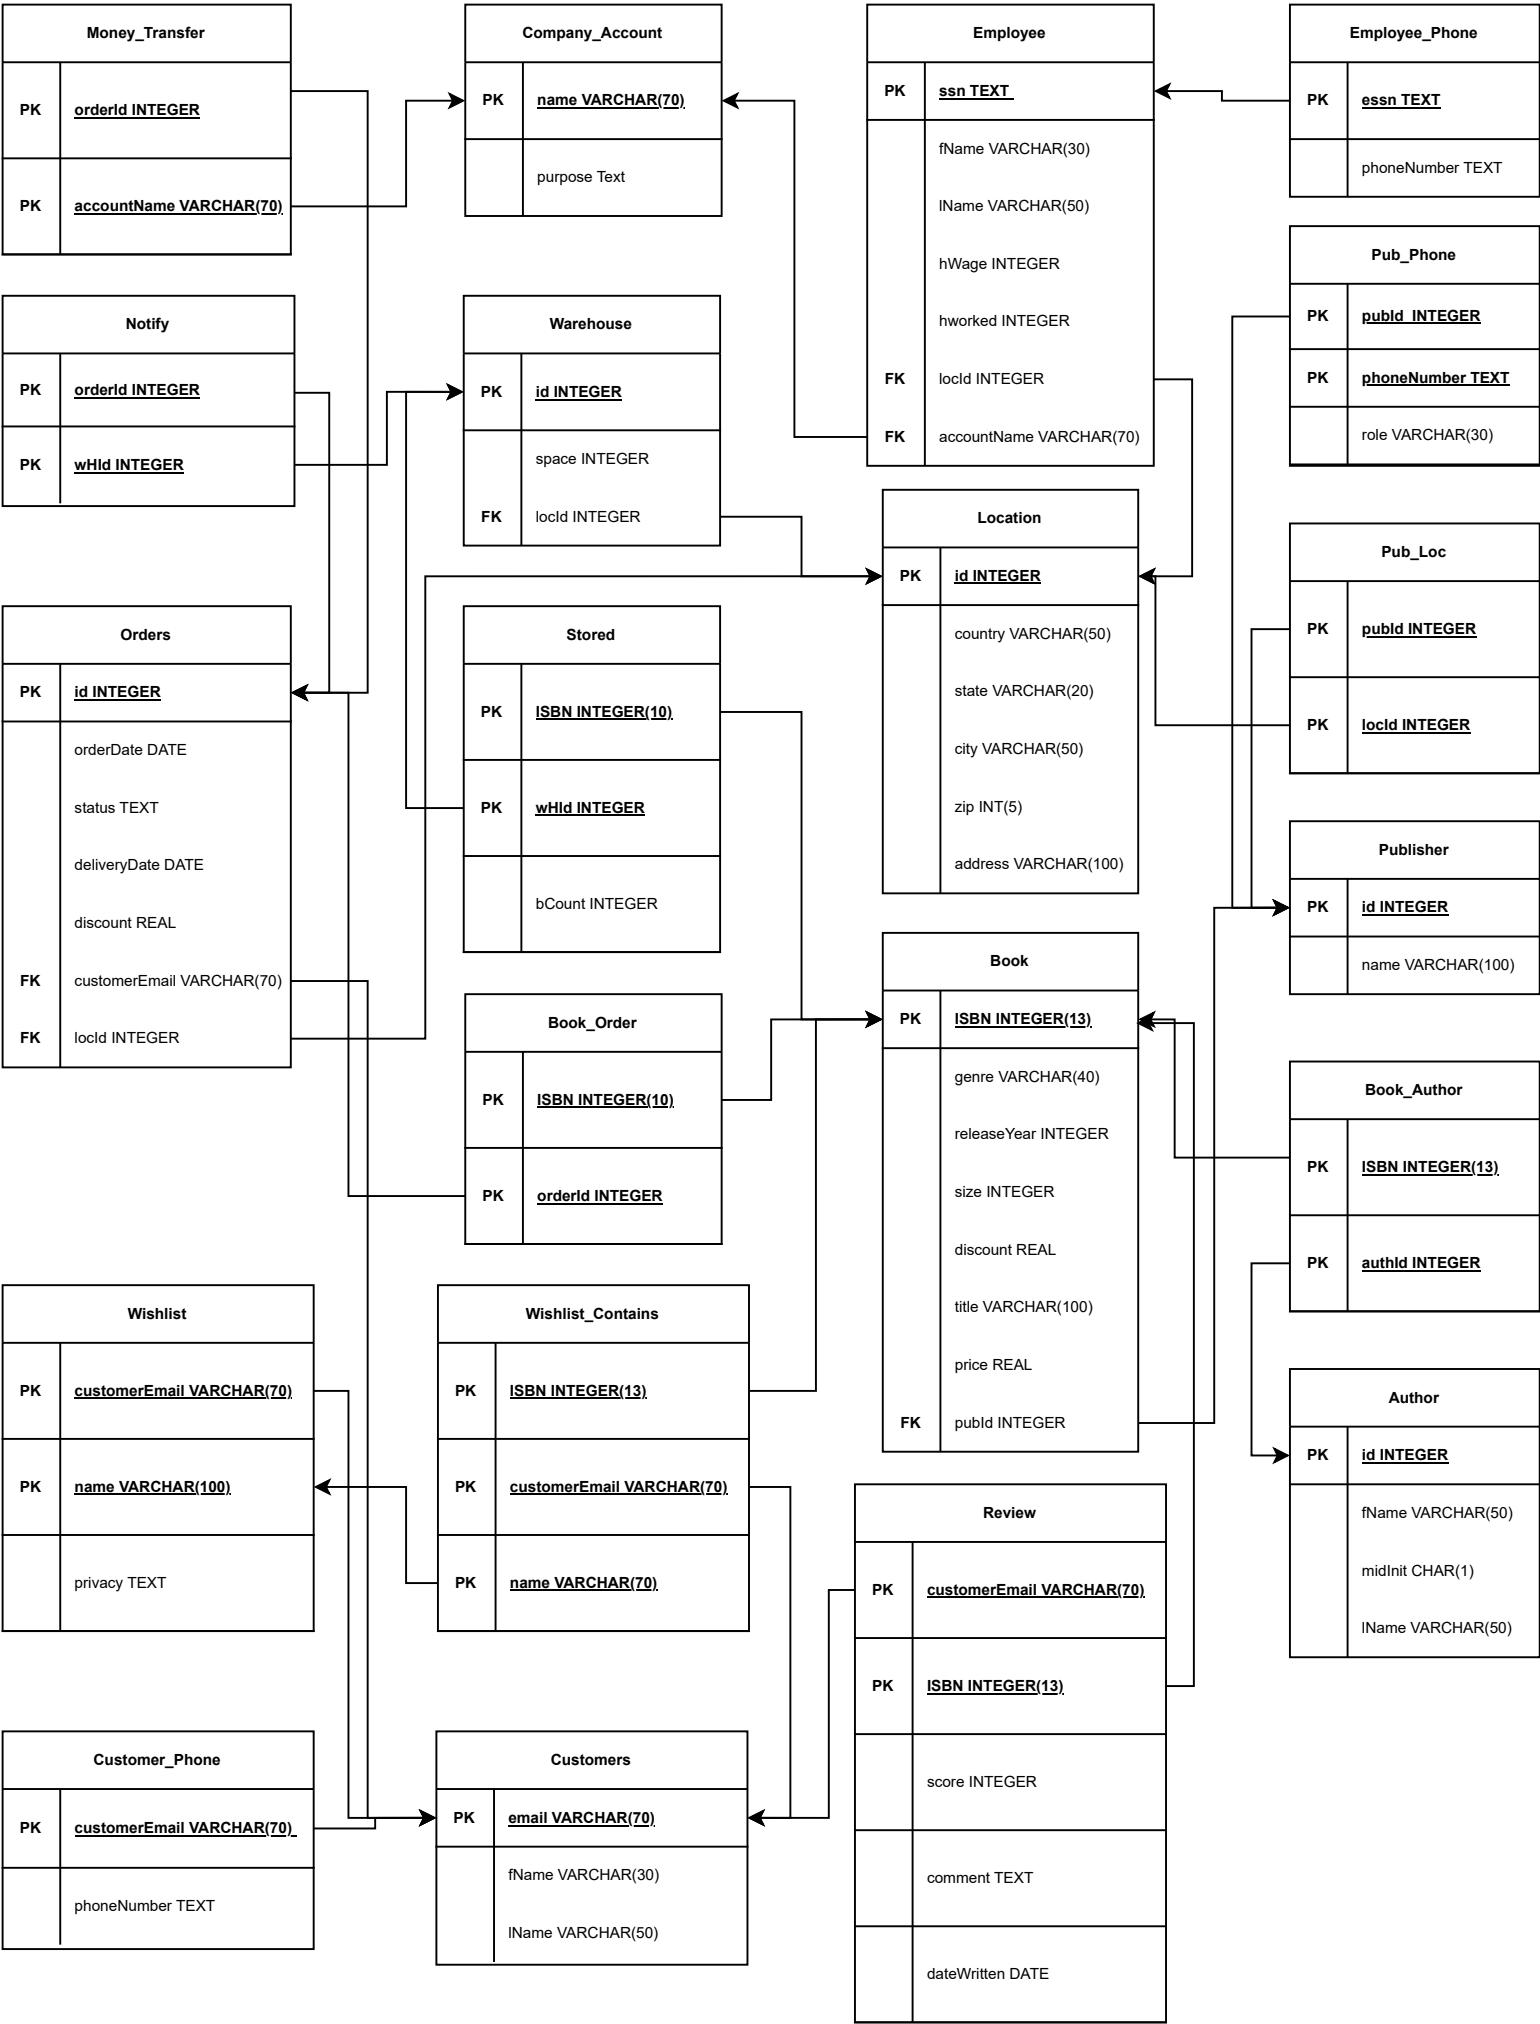 Money_Transfer
PK orderId INTEGER
PK accountName VARCHAR(70)
Company_Account
PK name VARCHAR(70)
purpose Text
Employee
PK ssn TEXT
fName VARCHAR(30)
lName VARCHAR(50)
hWage INTEGER
hworked INTEGER
FK locId INTEGER
FK accountName VARCHAR(70)
Employee_Phone
PK essn TEXT
phoneNumber TEXT
Pub_Phone
PK pubId INTEGER
PK phoneNumber TEXT
role VARCHAR(30)
Notify
PK orderId INTEGER
PK wHId INTEGER
Warehouse
PK id INTEGER
space INTEGER
FK locId INTEGER
Location
PK id INTEGER
country VARCHAR(50)
state VARCHAR(20)
city VARCHAR(50)
zip INT(5)
address VARCHAR(100)
Pub_Loc
PK pubId INTEGER
PK locId INTEGER
Orders
PK id INTEGER
orderDate DATE
status TEXT
deliveryDate DATE
discount REAL
FK customerEmail VARCHAR(70)
FK locId INTEGER
Stored
PK ISBN INTEGER(10)
PK wHId INTEGER
bCount INTEGER
Publisher
PK id INTEGER
name VARCHAR(100)
Book_Order
PK ISBN INTEGER(10)
PK orderId INTEGER
Book
PK ISBN INTEGER(13)
genre VARCHAR(40)
releaseYear INTEGER
size INTEGER
discount REAL
title VARCHAR(100)
price REAL
FK pubId INTEGER
Book_Author
PK ISBN INTEGER(13)
PK authId INTEGER
Wishlist
PK customerEmail VARCHAR(70)
PK name VARCHAR(100)
privacy TEXT
Wishlist_Contains
PK ISBN INTEGER(13)
PK customerEmail VARCHAR(70)
PK name VARCHAR(70)
Author
PK id INTEGER
fName VARCHAR(50)
midInit CHAR(1)
lName VARCHAR(50)
Review
PK customerEmail VARCHAR(70)
PK ISBN INTEGER(13)
score INTEGER
comment TEXT
dateWritten DATE
Customer_Phone
PK customerEmail VARCHAR(70)
phoneNumber TEXT
Customers
PK email VARCHAR(70)
fName VARCHAR(30)
lName VARCHAR(50)